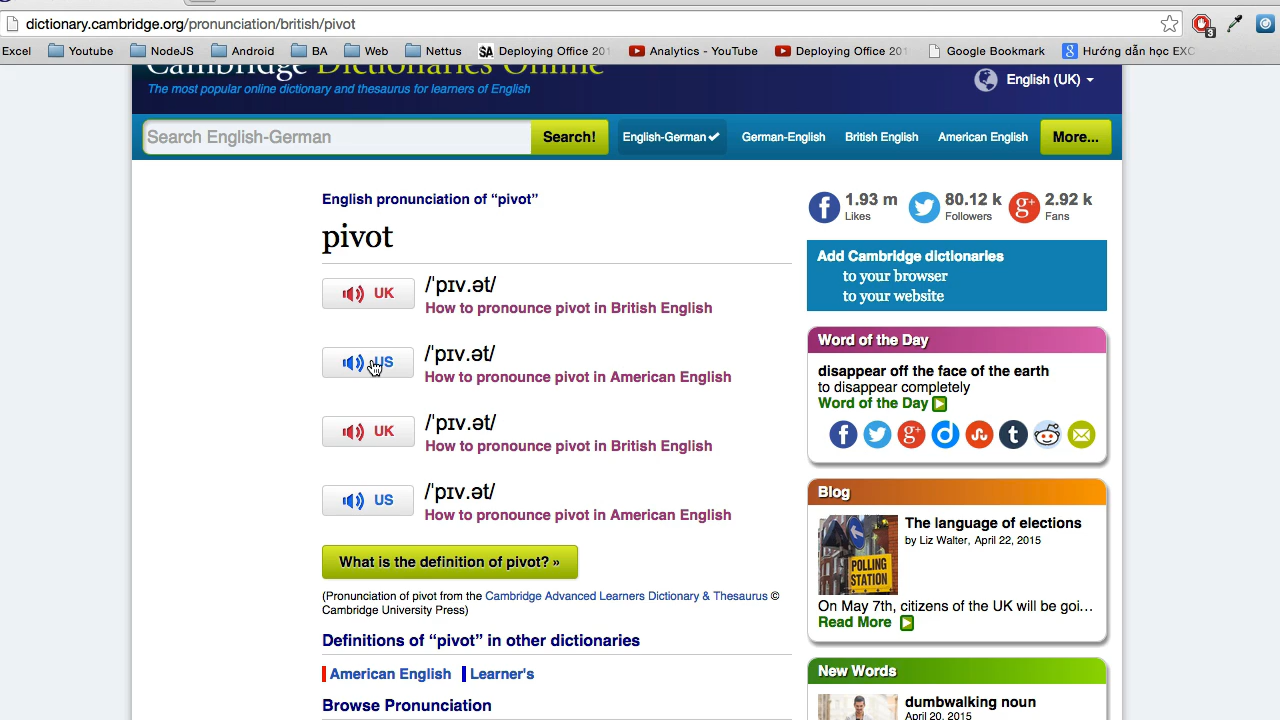 dictionary.cambridge.org/pronunciation/british/pivot
3
Excel Youtube NodeJS Android BA Web Nettus SA Deploying Office 201 Analytics - YouTube Deploying Office 201 Google Bookmark Hướng dẫn học EXC
Cambridge Dictionaries Online
The most popular online dictionary and thesaurus for learners of English
English (UK)
Search English-German Search! English-German German-English British English American English More...
English pronunciation of “pivot”
pivot
UK /ˈpɪv.ət/
How to pronounce pivot in British English
US /ˈpɪv.ət/
How to pronounce pivot in American English
UK /ˈpɪv.ət/
How to pronounce pivot in British English
US /ˈpɪv.ət/
How to pronounce pivot in American English
What is the definition of pivot? »
(Pronunciation of pivot from the Cambridge Advanced Learners Dictionary & Thesaurus ©
Cambridge University Press)
Definitions of “pivot” in other dictionaries
American English Learner's
Browse Pronunciation
1.93 m 80.12 k 2.92 k
Likes Followers Fans
Add Cambridge dictionaries
to your browser
to your website
Word of the Day
disappear off the face of the earth
to disappear completely
Word of the Day
Blog
The language of elections
by Liz Walter, April 22, 2015
POLLING
STATION
On May 7th, citizens of the UK will be goi...
Read More
New Words
dumbwalking noun
April 20, 2015